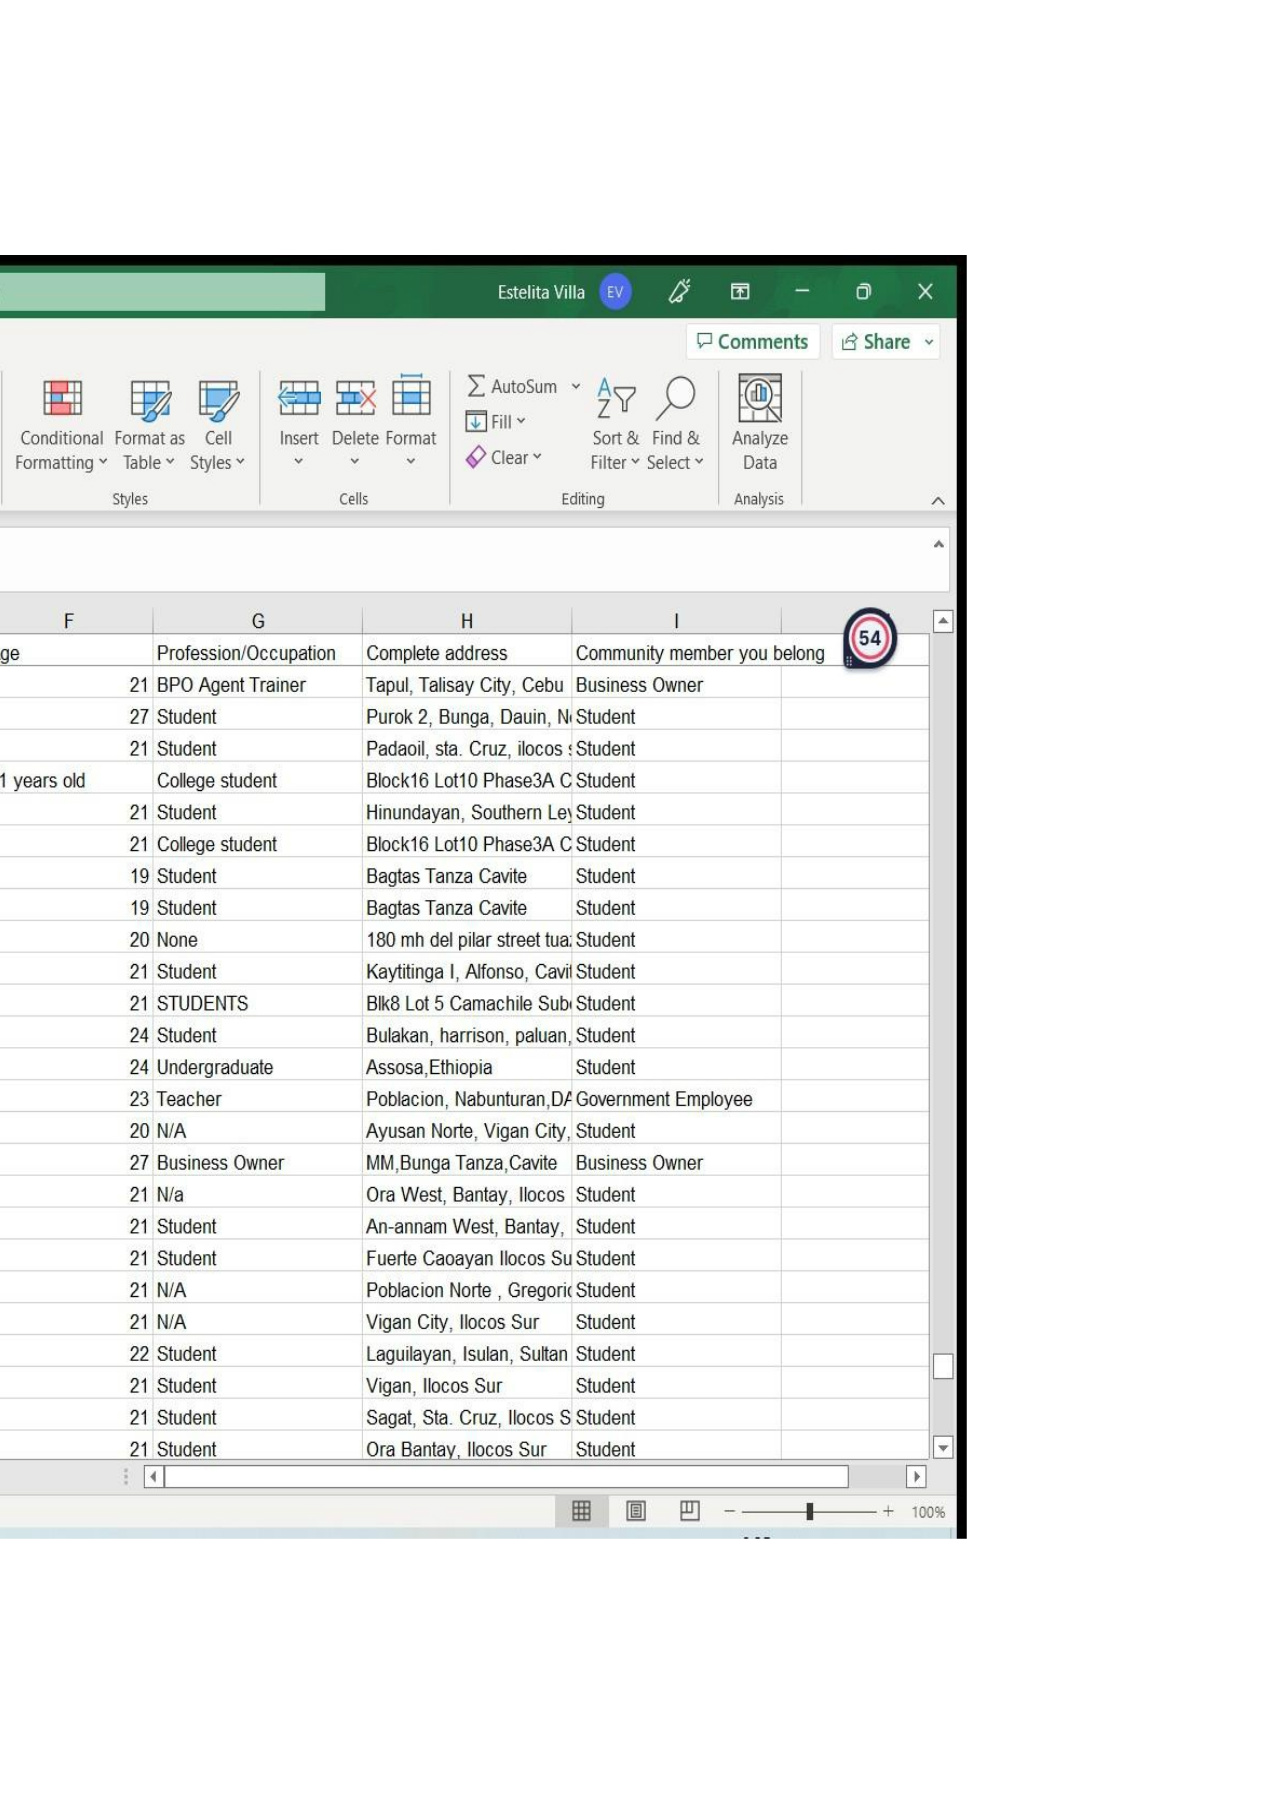 Estelita Villa EV
Comments Share
Conditional Formatting
Format as Table
Cell Styles
Insert Delete Format
AutoSum
Fill
Clear
Sort & Filter
Find & Select
Analyze Data
Styles Cells Editing Analysis
F G H I
54
ge Profession/Occupation Complete address Community member you belong
21 BPO Agent Trainer Tapul, Talisay City, Cebu Business Owner
27 Student Purok 2, Bunga, Dauin, Student
21 Student Padaoil, sta. Cruz, ilocos Student
1 years old College student Block16 Lot10 Phase3A C Student
21 Student Hinundayan, Southern Ley Student
21 College student Block16 Lot10 Phase3A C Student
19 Student Bagtas Tanza Cavite Student
19 Student Bagtas Tanza Cavite Student
20 None 180 mh del pilar street Student
21 Student Kaytitinga I, Alfonso, Cavit Student
21 STUDENTS Blk8 Lot 5 Camachile Student
24 Student Bulakan, harrison, paluan, Student
24 Undergraduate Assosa,Ethiopia Student
23 Teacher Poblacion, Nabunturan,DA Government Employee
20 N/A Ayusan Norte, Vigan City, Student
27 Business Owner MM,Bunga Tanza,Cavite Business Owner
21 N/a Ora West, Bantay, Ilocos Student
21 Student An-annam West, Bantay, Student
21 Student Fuerte Caoayan Ilocos Su Student
21 N/A Poblacion Norte , Student
21 N/A Vigan City, Ilocos Sur Student
22 Student Laguilayan, Isulan, Sultan Student
21 Student Vigan, Ilocos Sur Student
21 Student Sagat, Sta. Cruz, Ilocos S Student
21 Student Ora Bantay, Ilocos Sur Student
100%